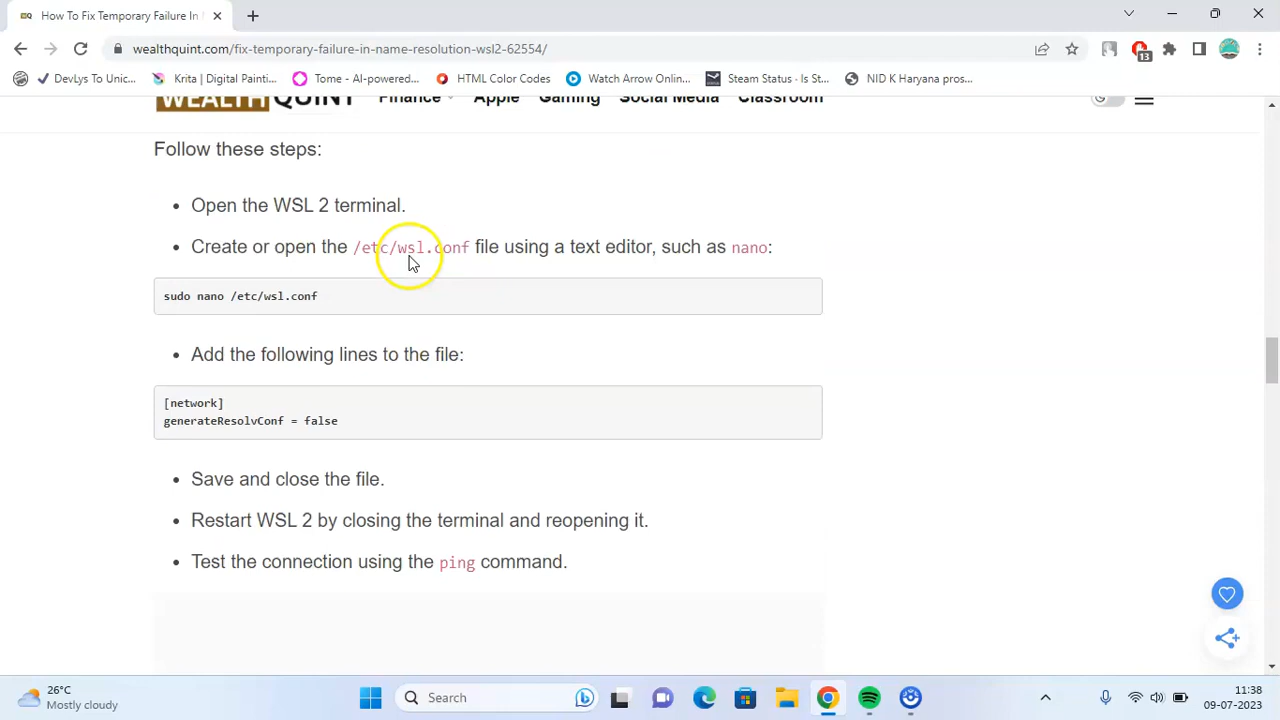 How To Fix Temporary Failure In
wealthquint.com/fix-temporary-failure-in-name-resolution-wsl2-62554/
13
DevLys To Unic...
Krita | Digital Painti...
Tome - AI-powered...
HTML Color Codes
Watch Arrow Onlin...
Steam Status · Is St...
NID K Haryana pros...
WEALTH QUINT Finance Apple Gaming Social Media Classroom
Follow these steps:
• Open the WSL 2 terminal.
• Create or open the /etc/wsl.conf file using a text editor, such as nano:
sudo nano /etc/wsl.conf
• Add the following lines to the file:
[network]
generateResolvConf = false
• Save and close the file.
• Restart WSL 2 by closing the terminal and reopening it.
• Test the connection using the ping command.
26°C
Mostly cloudy
Search
11:38
09-07-2023